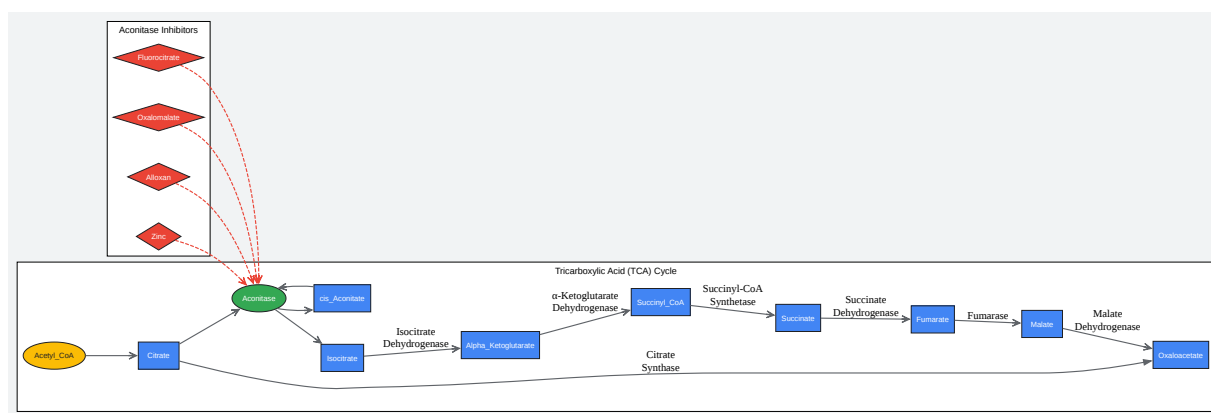 Aconitase Inhibitors
Fluorocitrate
Oxalomalate
Alloxan
Zinc
Tricarboxylic Acid (TCA) Cycle
Acetyl_CoA
Citrate
Aconitase
cis_Aconitate
Isocitrate
Isocitrate
Dehydrogenase
Alpha_Ketoglutarate
α-Ketoglutarate
Dehydrogenase
Succinyl_CoA
Succinyl-CoA
Synthetase
Succinate
Succinate
Dehydrogenase
Fumarate
Fumarase
Malate
Malate
Dehydrogenase
Oxaloacetate
Citrate
Synthase